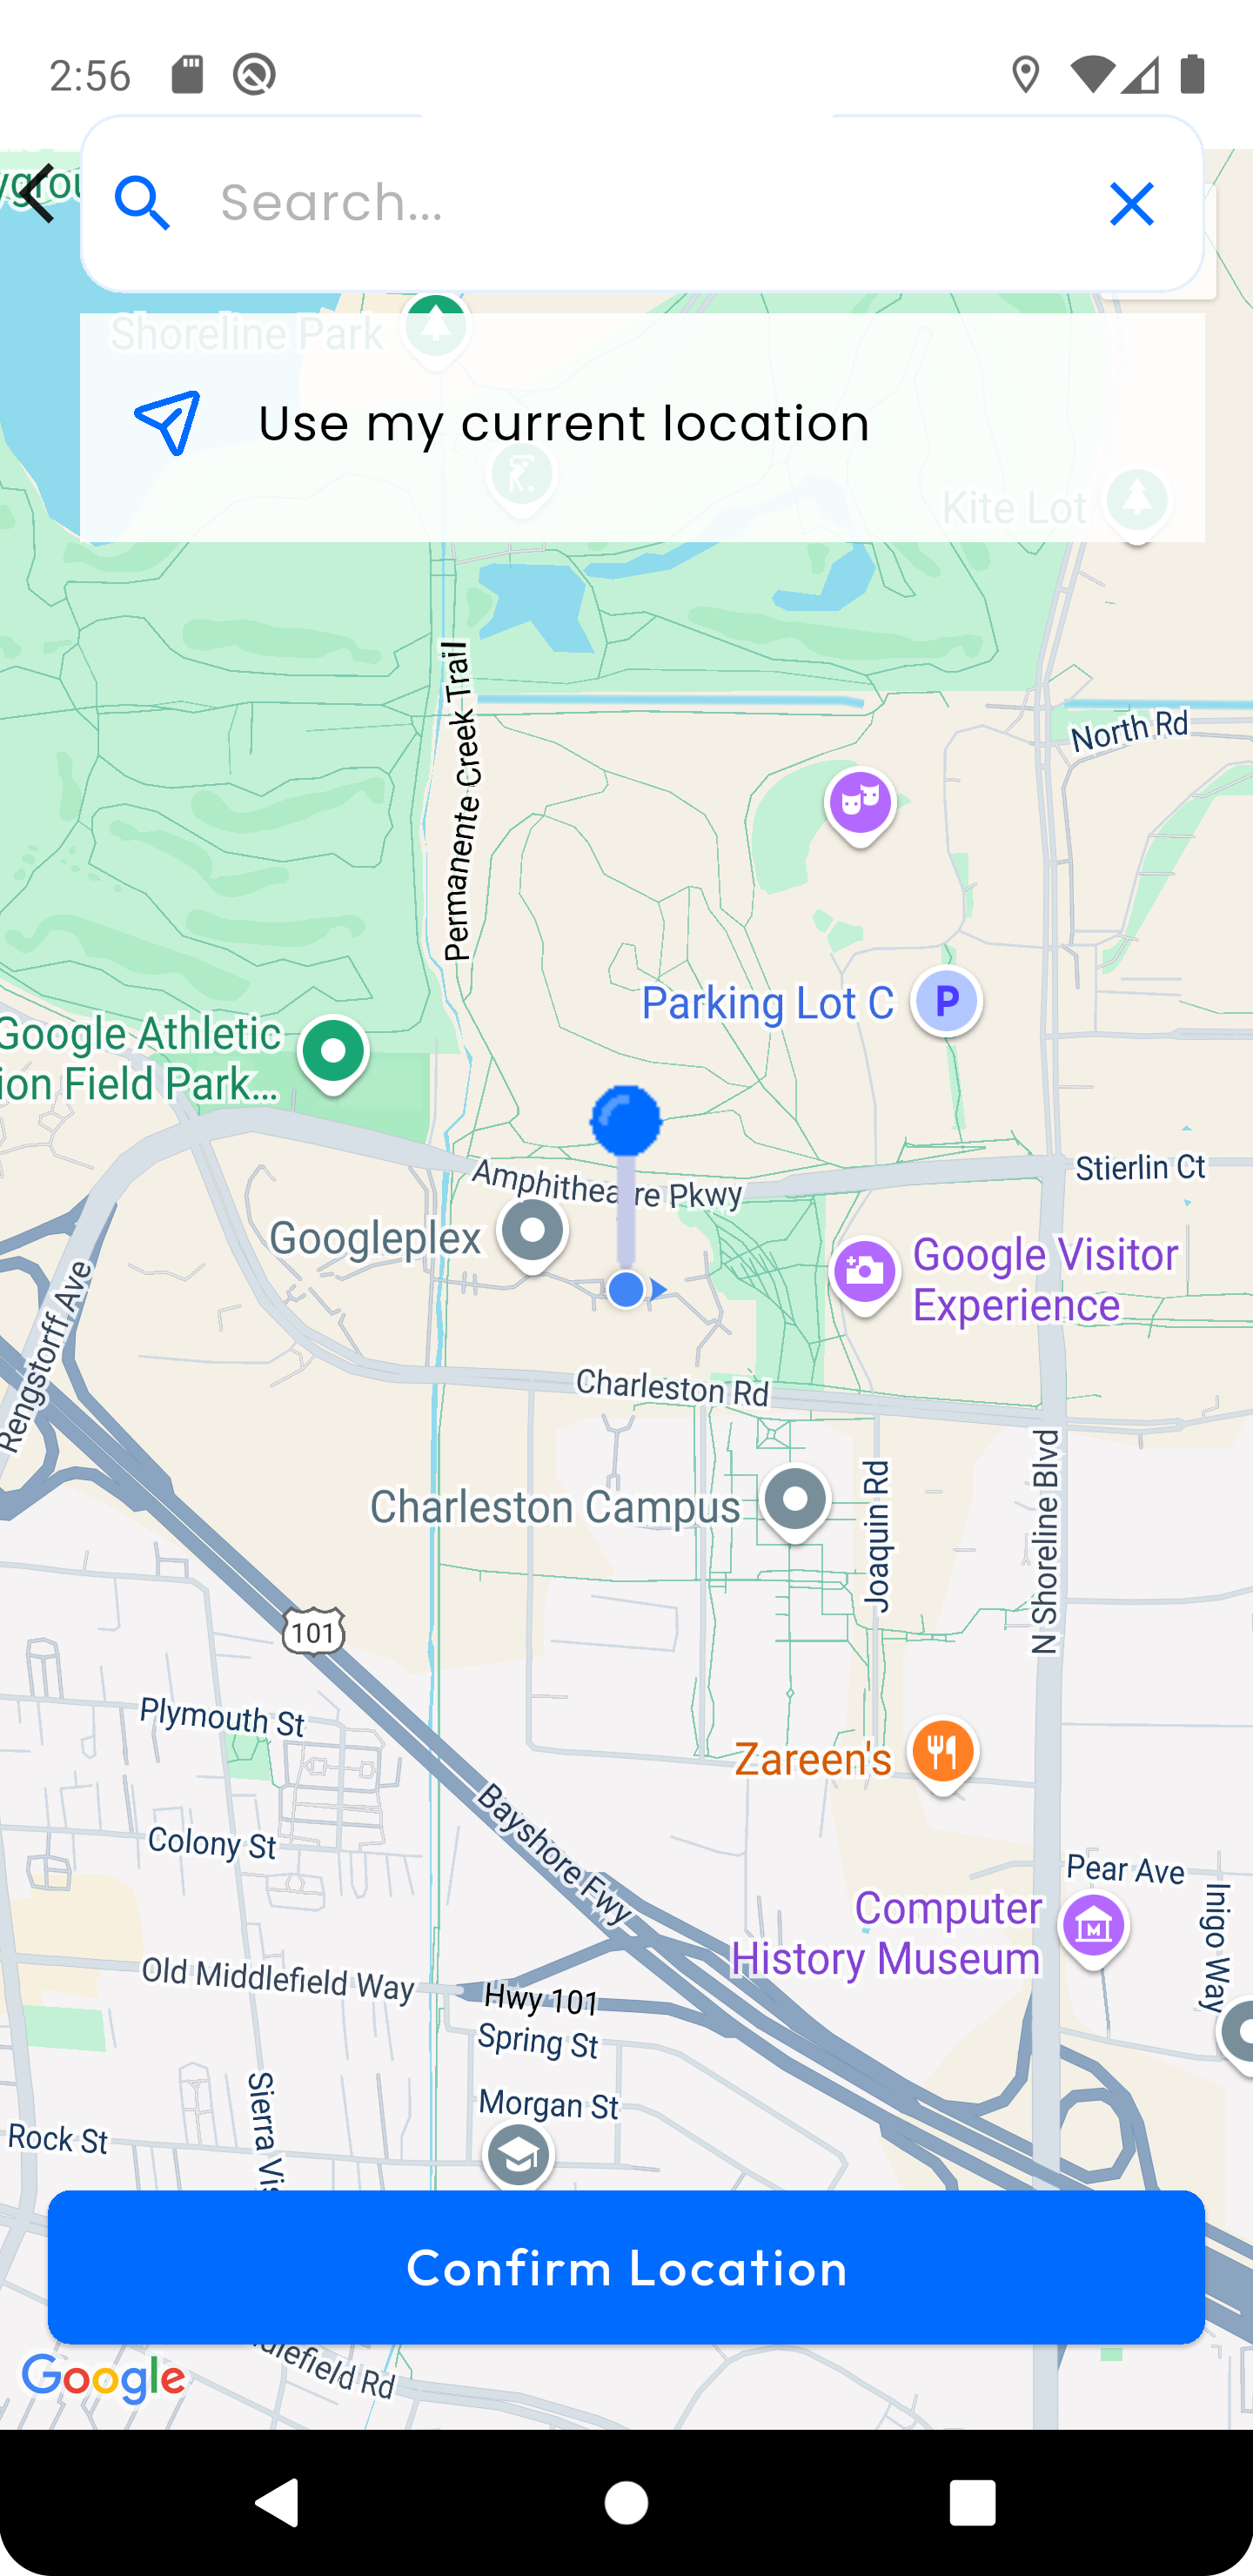 2:56
Search...
Shoreline Park
Use my current location
Kite Lot
Permanente Creek Trail
North Rd
Parking Lot C
P
Google Athletic
Field Park...
Amphitheatre Pkwy
Stierlin Ct
Googleplex
Google Visitor
Experience
Rengstorff Ave
Charleston Rd
Charleston Campus
Joaquin Rd
N Shoreline Blvd
101
Plymouth St
Zareen's
Colony St
Bayshore Fwy
Pear Ave
Computer
History Museum
M
Inigo Way
Old Middlefield Way
Hwy 101
Spring St
Sierra
Morgan St
Rock St
Confirm Location
Rd
Google